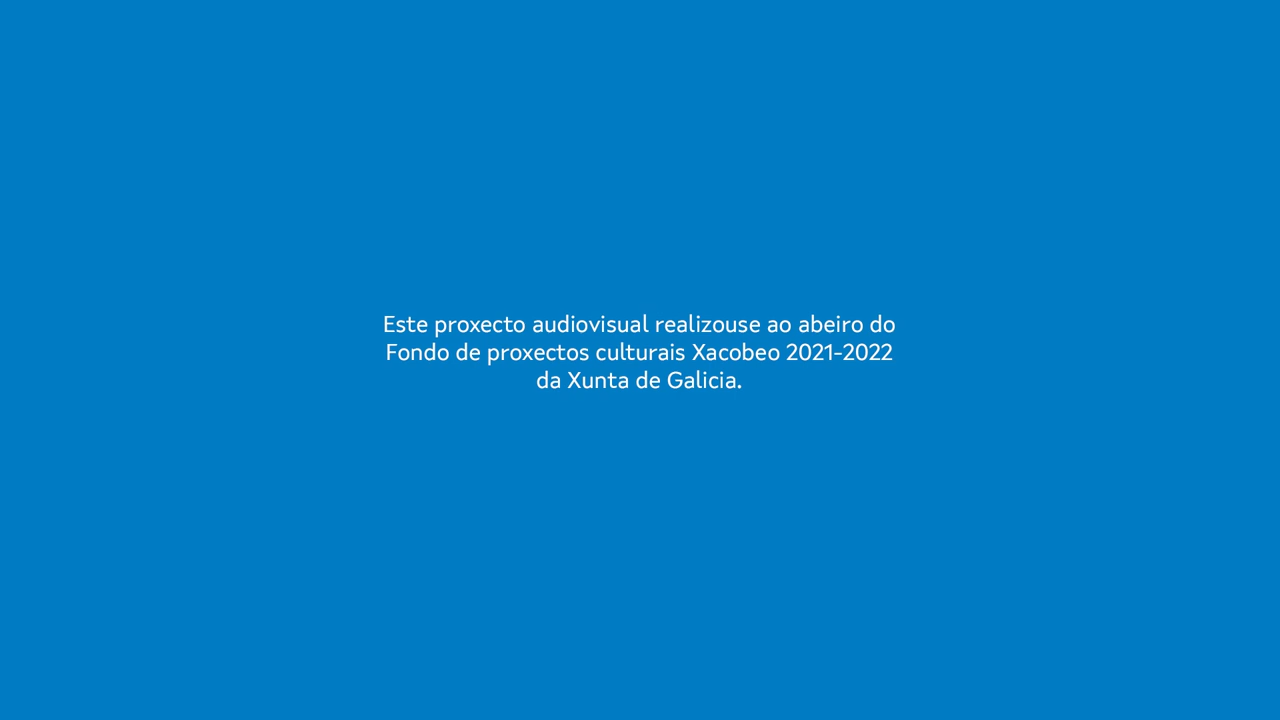 Este proxecto audiovisual realizouse ao abeiro do
Fondo de proxectos culturais Xacobeo 2021-2022
da Xunta de Galicia.